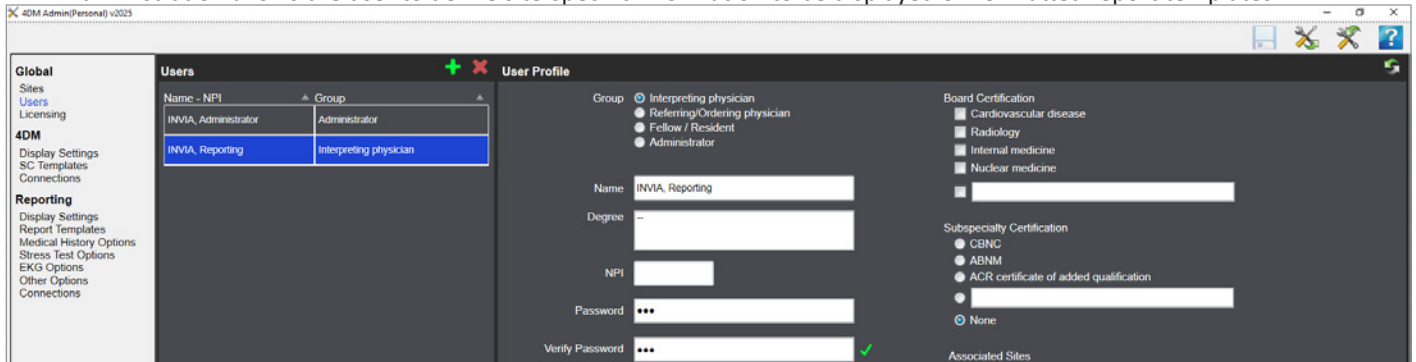 4DM Admin(Personal) v2025
Global
Sites
Users
Licensing
4DM
Display Settings
SC Templates
Connections
Reporting
Display Settings
Report Templates
Medical History Options
Stress Test Options
EKG Options
Other Options
Connections
Users
Name - NPI Group
INVIA, Administrator Administrator
INVIA, Reporting Interpreting physician
User Profile
Group Interpreting physician
Referring/Ordering physician
Fellow / Resident
Administrator
Name INVIA, Reporting
Degree --
NPI
Password •••
Verify Password •••
Board Certification
Cardiovascular disease
Radiology
Internal medicine
Nuclear medicine
Subspecialty Certification
CBNC
ABNM
ACR certificate of added qualification
None
Associated Sites